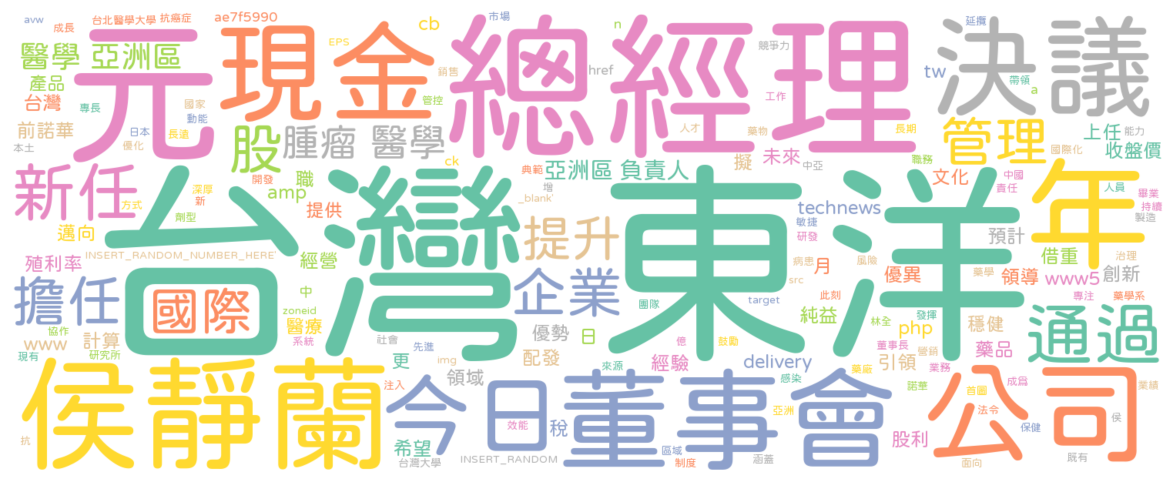 avw
成長
台北醫學大學 抗癌症
ae7f5990
cb
市場
n
競爭力
延攬
醫學 亞洲區
元
現金
EPS
銷售
總經理
href
決議
tw
帶領
a
產品
台灣
專長
國家
動能
管控
工作
前諾華
日本
長遠
本土
優化
股
腫瘤 醫學
人才
藥物
長期
管理
上任
能力
收盤價
國際化
ck
擬
未來
中亞
新任
深厚
新
開發
職
amp
典範
增
亞洲區 負責人
職務
文化
中國
責任
年
人員
畢業
持續
製造
方式
劑型
提供
_blank'
technews
敏捷
研發
邁向
台灣東洋
提升
預計
INSERT_RANDOM_NUMBER_HERE'
殖利率
經營
病患
月
風險
優異
藥學
領導
借重
治理
www5
創新
src
擔任
國際
中
zoneid
企業
團隊
target
此刻
專注
藥學系
協作
醫療
系統
社會
優勢
日
純益
林全
發揮
php
穩健
通過
www
計算
現有
研究所
更
先進
img
配發
億
來源
經驗
鼓勵
delivery
董事長
營銷
引領
業務
藥品
侯靜蘭
注入
領域
感染
藥廠
諾華
首圖
成為
業績
今日
董事會
亞洲
法令
公司
抗
效能
稅
希望
台灣大學
INSERT_RANDOM
區域
制度
涵蓋
股利
侯
保健
面向
既有